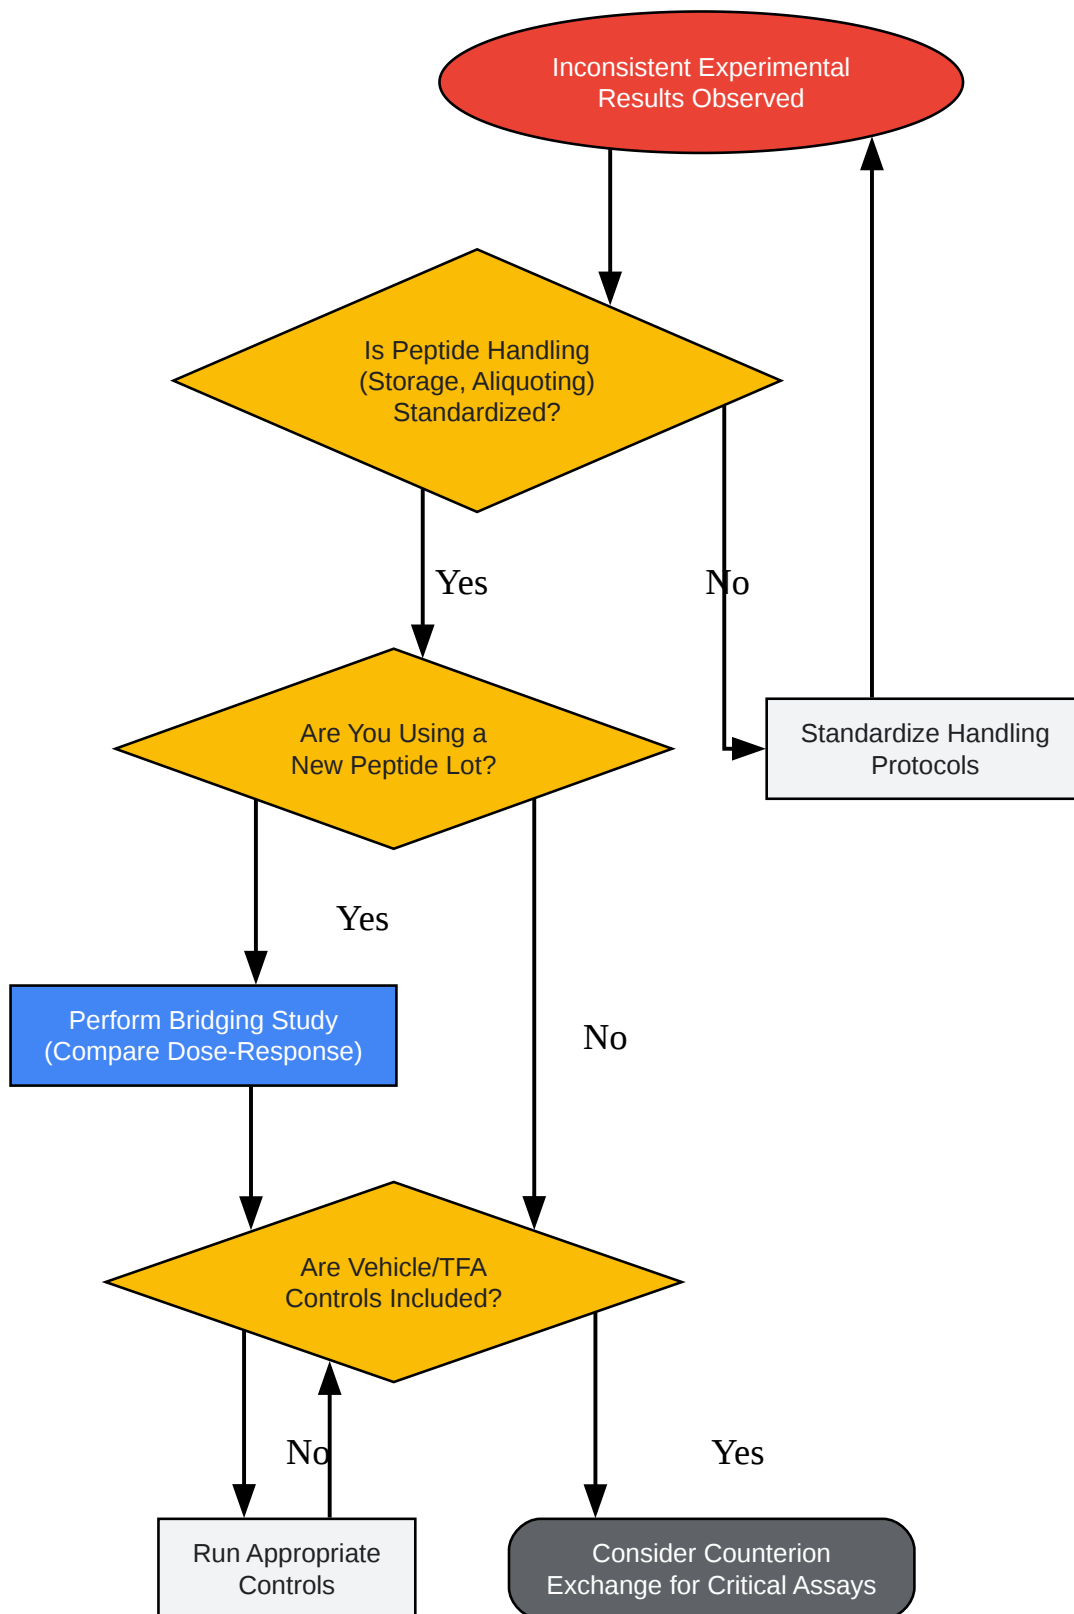 Inconsistent Experimental
Results Observed
Is Peptide Handling
(Storage, Aliquoting)
Standardized?
Yes
No
Are You Using a
New Peptide Lot?
Standardize Handling
Protocols
Yes
Perform Bridging Study
(Compare Dose-Response)
No
Are Vehicle/TFA
Controls Included?
No
Yes
Run Appropriate
Controls
Consider Counterion
Exchange for Critical Assays